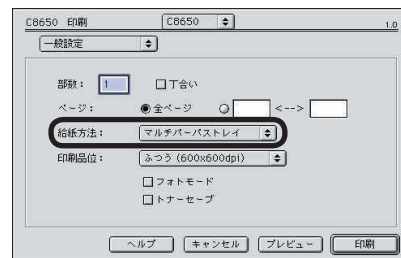 C8650 印刷 C8650 1.0
一般設定
部数： 1 丁合い
ページ： 全ページ <-->
給紙方法： マルチパーパストレイ
印刷品位： ふつう (600x600dpi)
フォトモード
トナーセーブ
ヘルプ キャンセル プレビュー 印刷